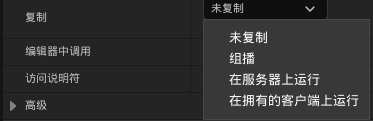 复制
未复制
未复制
组播
在服务器上运行
在拥有的客户端上运行
编辑器中调用
访问说明符
高级